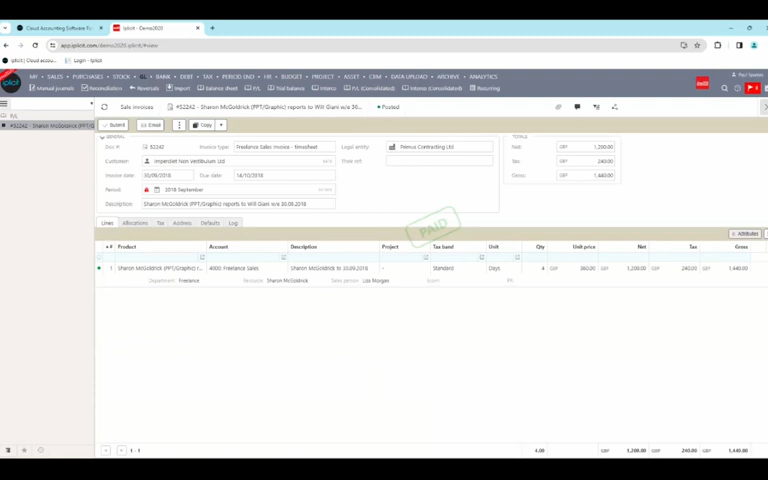 Cloud Accounting Software For
iplicit - Demo2020
app.iplicit.com/demo2020.iplicit/#view
iplicit | Cloud accou...
Login - iplicit
MY
SALES
PURCHASES
STOCK
GL
BANK
DEBT
TAX
PERIOD END
HR
BUDGET
PROJECT
ASSET
CRM
DATA UPLOAD
ARCHIVE
ANALYTICS
iplicit
Manual journals
Reconciliation
Reversals
Import
Balance sheet
P/L
Trial balance
Interco
P/L (Consolidated)
Interco (Consolidated)
Recurring
P/L
#52242 - Sharon McGoldrick (PPT/G
Sale invoices
#52242 - Sharon McGoldrick (PPT/Graphic) reports to Will Giani w/e 30...
Posted
Submit
Email
Copy
GENERAL
Doc #
52242
Invoice type:
Freelance Sales Invoice - timesheet
Legal entity:
Primus Contracting Ltd
Customer:
Imperdiet Non Vestibulum Ltd
Their ref:
Invoice date:
30/09/2018
Due date:
14/10/2018
Period:
2018 September
Description:
Sharon McGoldrick (PPT/Graphic) reports to Will Giani w/e 30.09.2018
TOTALS
Net:
GBP
1,200.00
Tax:
GBP
240.00
Gross:
GBP
1,440.00
PAID
Lines
Allocations
Tax
Address
Defaults
Log
Attributes
#
Product
Account
Description
Project
Tax band
Unit
Qty
Unit price
Net
Tax
Gross
1
Sharon McGoldrick (PPT/Graphic) r...
4000: Freelance Sales
Sharon McGoldrick to 30.09.2018
-
Standard
Days
4
GBP
300.00
GBP
1,200.00
GBP
240.00
GBP
1,440.00
Department:
Freelance
Resource:
Sharon McGoldrick
Sales person:
Liza Morgan
1 - 1
4.00
GBP
1,200.00
GBP
240.00
GBP
1,440.00